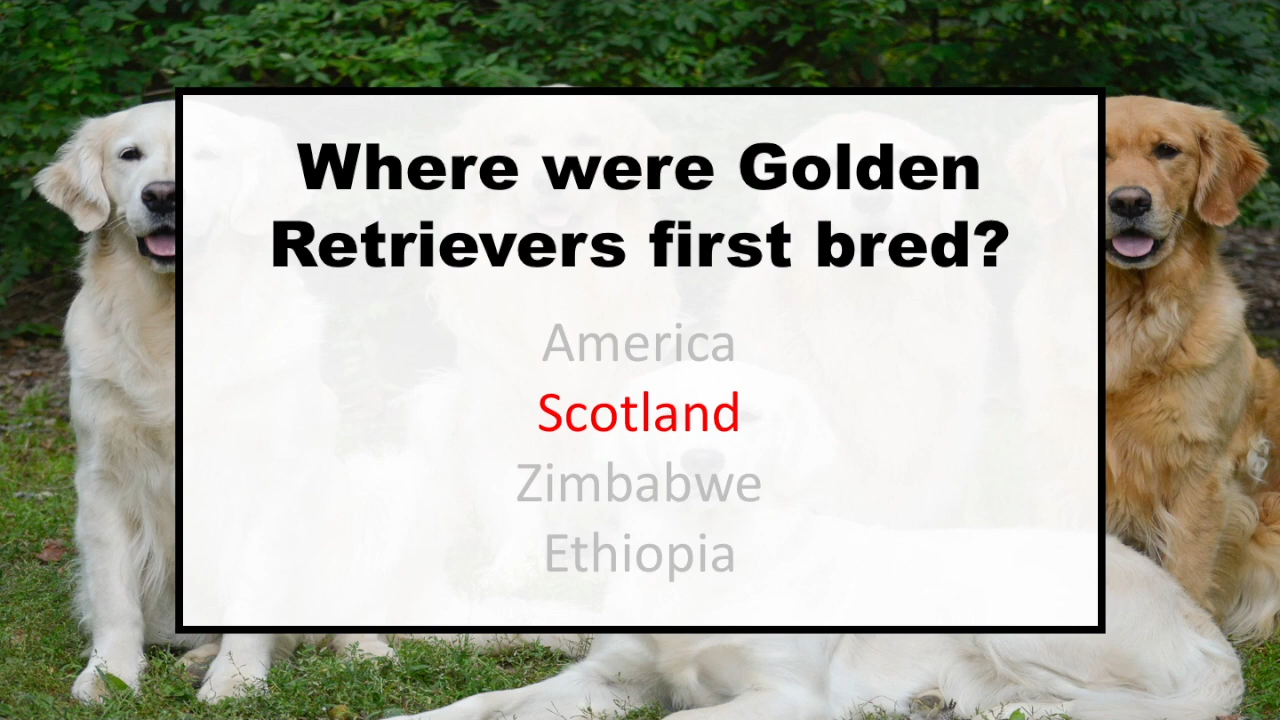 Where were Golden
Retrievers first bred?
America
Scotland
Zimbabwe
Ethiopia